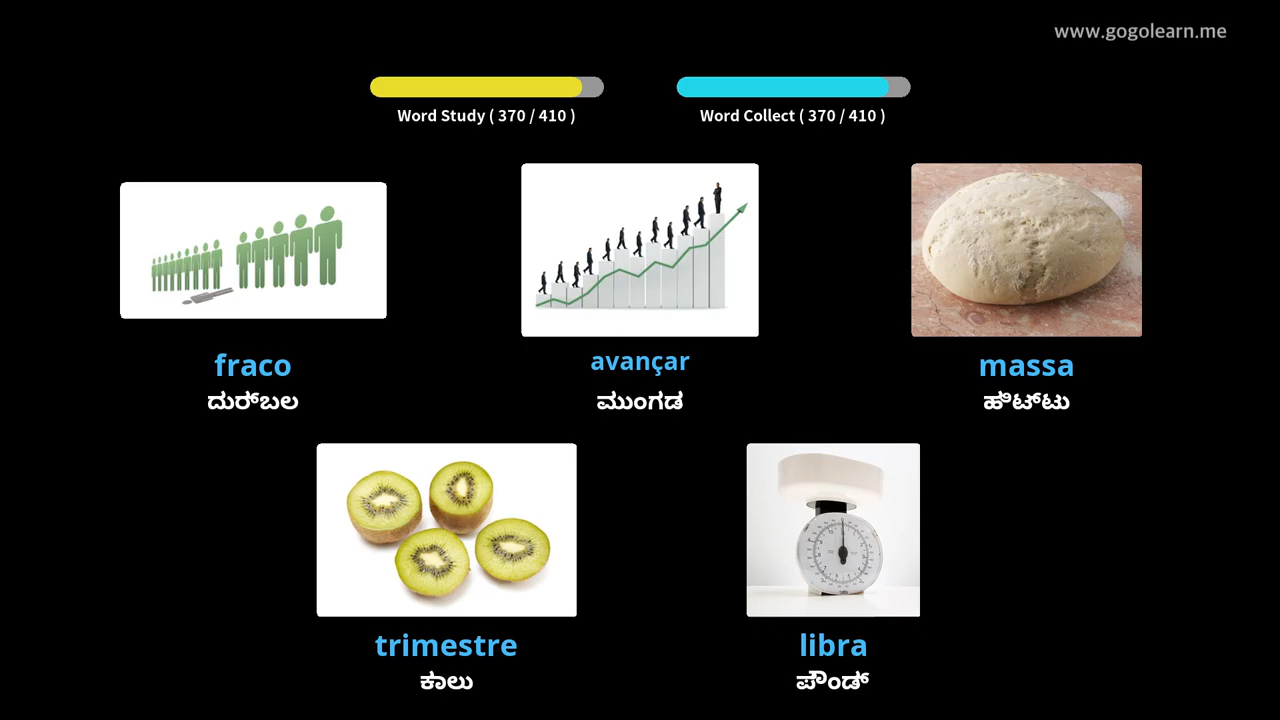 www.gogolearn.me
Word Study ( 370 / 410 )
Word Collect ( 370 / 410 )
fraco
ದುರ್ಬಲ
avançar
ಮುಂಗಡ
massa
ಹಿಟ್ಟು
trimestre
ಕಾಲು
libra
ಪೌಂಡ್